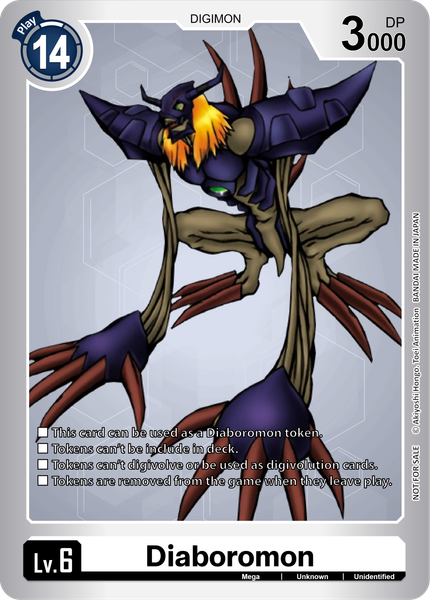 Play
14
DIGIMON
3000
DP
This card can be used as a Diaboromon token.
Tokens can't be include in deck.
Tokens can't digivolve or be used as digivolution cards.
Tokens are removed from the game when they leave play.
NOT FOR SALE
© Akiyoshi Hongo, Toei Animation BANDAI MADE IN JAPAN
Lv.6
Diaboromon
Mega | Unknown | Unidentified